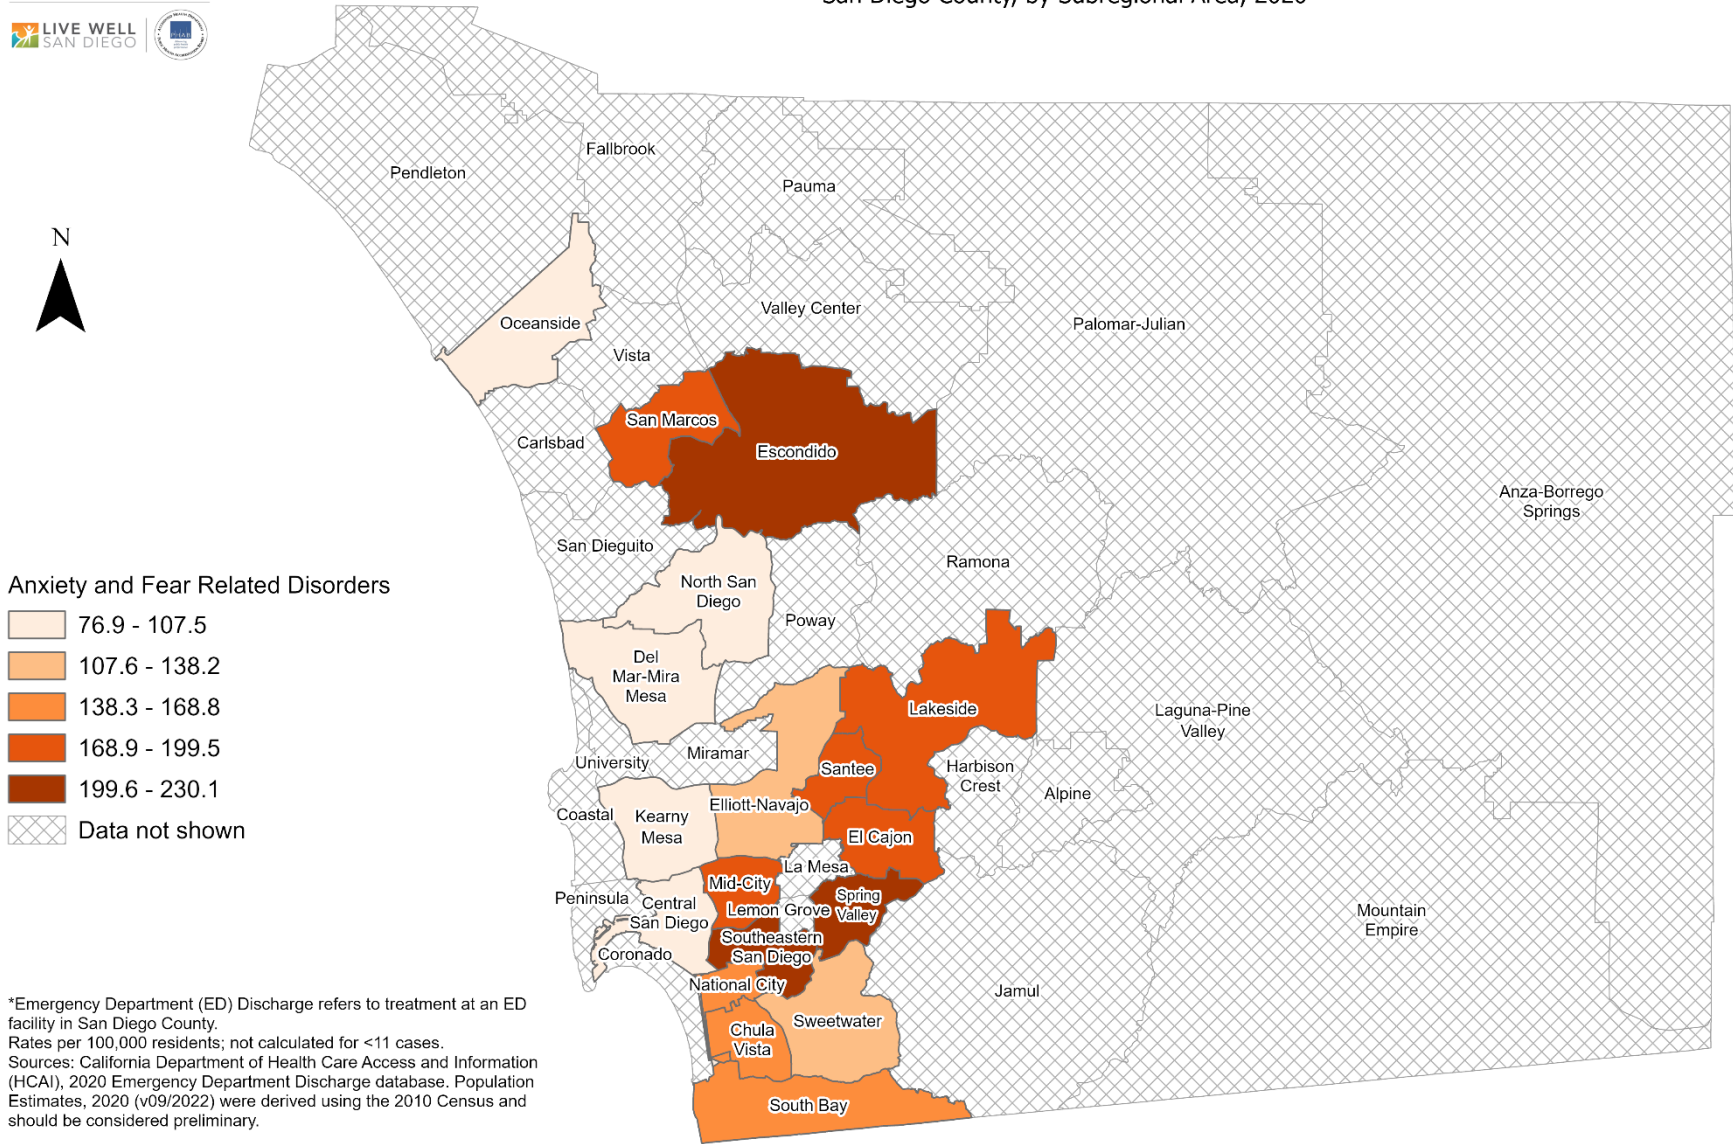 San Diego County, by Subregional Area, 2020
LIVE WELL
SAN DIEGO
PHAB
N
Fallbrook
Pendleton
Pauma
Oceanside
Valley Center
Palomar-Julian
Vista
San Marcos
Carlsbad
Escondido
Anza-Borrego
Springs
San Dieguito
Ramona
North San
Diego
Poway
Del
Mar-Mira
Mesa
Lakeside
Laguna-Pine
Valley
Miramar
University
Santee
Harbison
Crest
Alpine
Elliott-Navajo
Coastal
Kearny
Mesa
El Cajon
La Mesa
Mid-City
Peninsula
Central
San Diego
Spring
Valley
Lemon Grove
Mountain
Empire
Southeastern
San Diego
Coronado
National City
Jamul
Sweetwater
Chula
Vista
South Bay
Anxiety and Fear Related Disorders
76.9 - 107.5
107.6 - 138.2
138.3 - 168.8
168.9 - 199.5
199.6 - 230.1
Data not shown
*Emergency Department (ED) Discharge refers to treatment at an ED
facility in San Diego County.
Rates per 100,000 residents; not calculated for <11 cases.
Sources: California Department of Health Care Access and Information
(HCAI), 2020 Emergency Department Discharge database. Population
Estimates, 2020 (v09/2022) were derived using the 2010 Census and
should be considered preliminary.